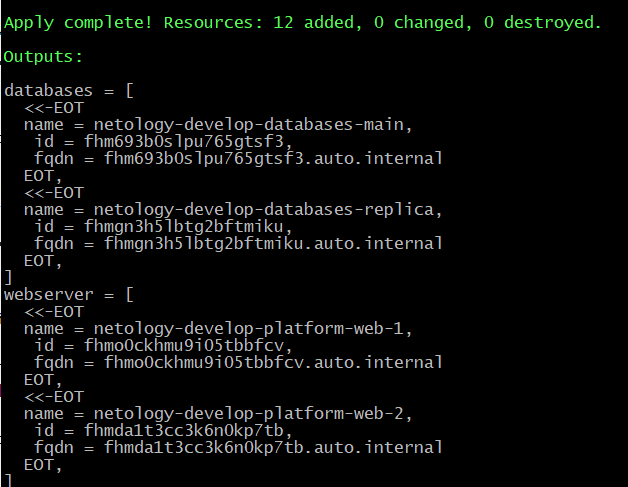 Apply complete! Resources: 12 added, 0 changed, 0 destroyed.
Outputs:
databases = [
  <<-EOT
  name = netology-develop-databases-main,
   id = fhm693b0slpu765gtsf3,
   fqdn = fhm693b0slpu765gtsf3.auto.internal
  EOT,
  <<-EOT
  name = netology-develop-databases-replica,
   id = fhmgn3h5lbtg2bftmiku,
   fqdn = fhmgn3h5lbtg2bftmiku.auto.internal
  EOT,
]
webserver = [
  <<-EOT
  name = netology-develop-platform-web-1,
   id = fhmo0ckhmu9i05tbbfcv,
   fqdn = fhmo0ckhmu9i05tbbfcv.auto.internal
  EOT,
  <<-EOT
  name = netology-develop-platform-web-2,
   id = fhmda1t3cc3k6n0kp7tb,
   fqdn = fhmda1t3cc3k6n0kp7tb.auto.internal
  EOT,
]